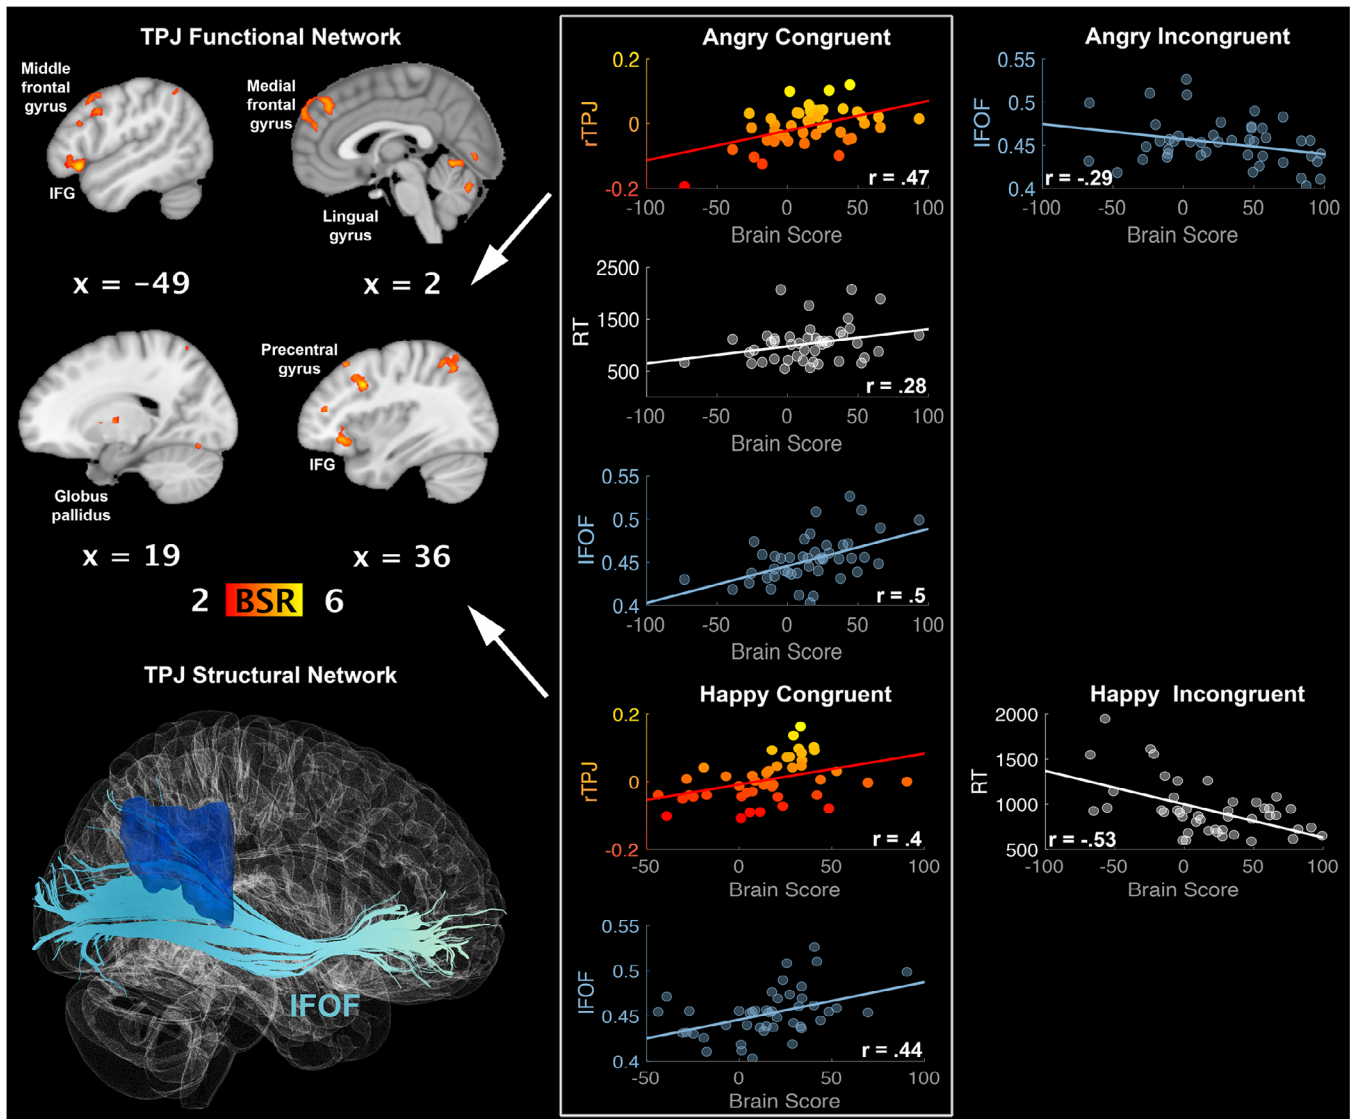 TPJ Functional Network
Middle
frontal
gyrus
IFG
Medial
frontal
gyrus
Lingual
gyrus
x = -49
x = 2
Precentral
gyrus
IFG
Globus
pallidus
x = 19
x = 36
2 BSR 6
TPJ Structural Network
IFOF
Angry Congruent
0.2
0
-0.2
rTPJ
r = .47
-100 -50 0 50 100
Brain Score
2500
1500
500
RT
r = .28
-100 -50 0 50 100
Brain Score
0.55
0.5
0.45
0.4
IFOF
r = .5
-100 -50 0 50 100
Brain Score
Happy Congruent
0.2
0
-0.2
rTPJ
r = .4
-50 0 50 100
Brain Score
0.55
0.5
0.45
0.4
IFOF
r = .44
-50 0 50 100
Brain Score
Angry Incongruent
0.55
0.5
0.45
0.4
IFOF
r = -.29
-100 -50 0 50 100
Brain Score
Happy Incongruent
2000
1500
1000
500
RT
r = -.53
-100 -50 0 50 100
Brain Score